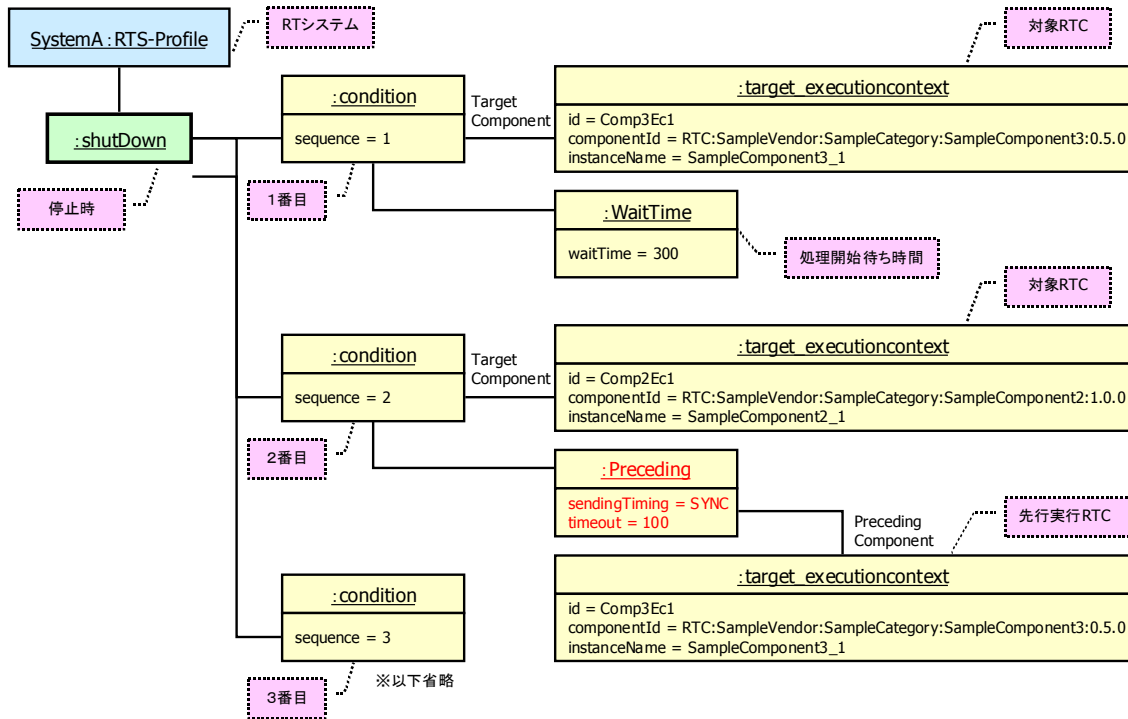 SystemA:RTS-Profile
RTシステム
:shutDown
停止時
:condition
sequence = 1
1番目
Target
Component
対象RTC
:target_executioncontext
id = Comp3Ec1
componentId = RTC:SampleVendor:SampleCategory:SampleComponent3:0.5.0
instanceName = SampleComponent3_1
:WaitTime
waitTime = 300
処理開始待ち時間
:condition
sequence = 2
2番目
Target
Component
対象RTC
:target_executioncontext
id = Comp2Ec1
componentId = RTC:SampleVendor:SampleCategory:SampleComponent2:1.0.0
instanceName = SampleComponent2_1
:Preceding
sendingTiming = SYNC
timeout = 100
Preceding
Component
先行実行RTC
:target_executioncontext
id = Comp3Ec1
componentId = RTC:SampleVendor:SampleCategory:SampleComponent3:0.5.0
instanceName = SampleComponent3_1
:condition
sequence = 3
3番目
※以下省略